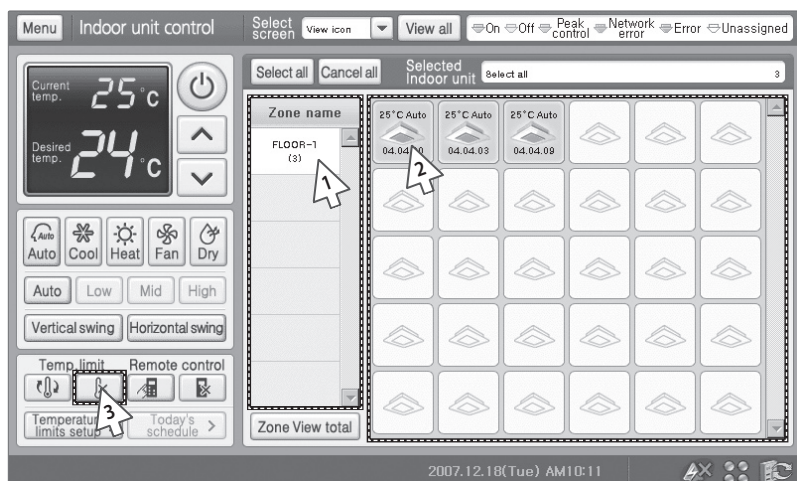 Menu Indoor unit control Select screen View icon View all On Off Peak control Network error Error Unassigned
Select all Cancel all Selected Indoor unit Select all 3
Current temp. 25°C
Desired temp. 24°C
Zone name
FLOOR-1
(3)
25°C Auto 25°C Auto 25°C Auto
04.04.03 04.04.09
1
2
Auto
Auto Cool Heat Fan Dry
Auto Low Mid High
Vertical swing Horizontal swing
Temp. limit Remote control
3
limits setup Today's schedule >
Zone View total
2007.12.18(Tue) AM10:11